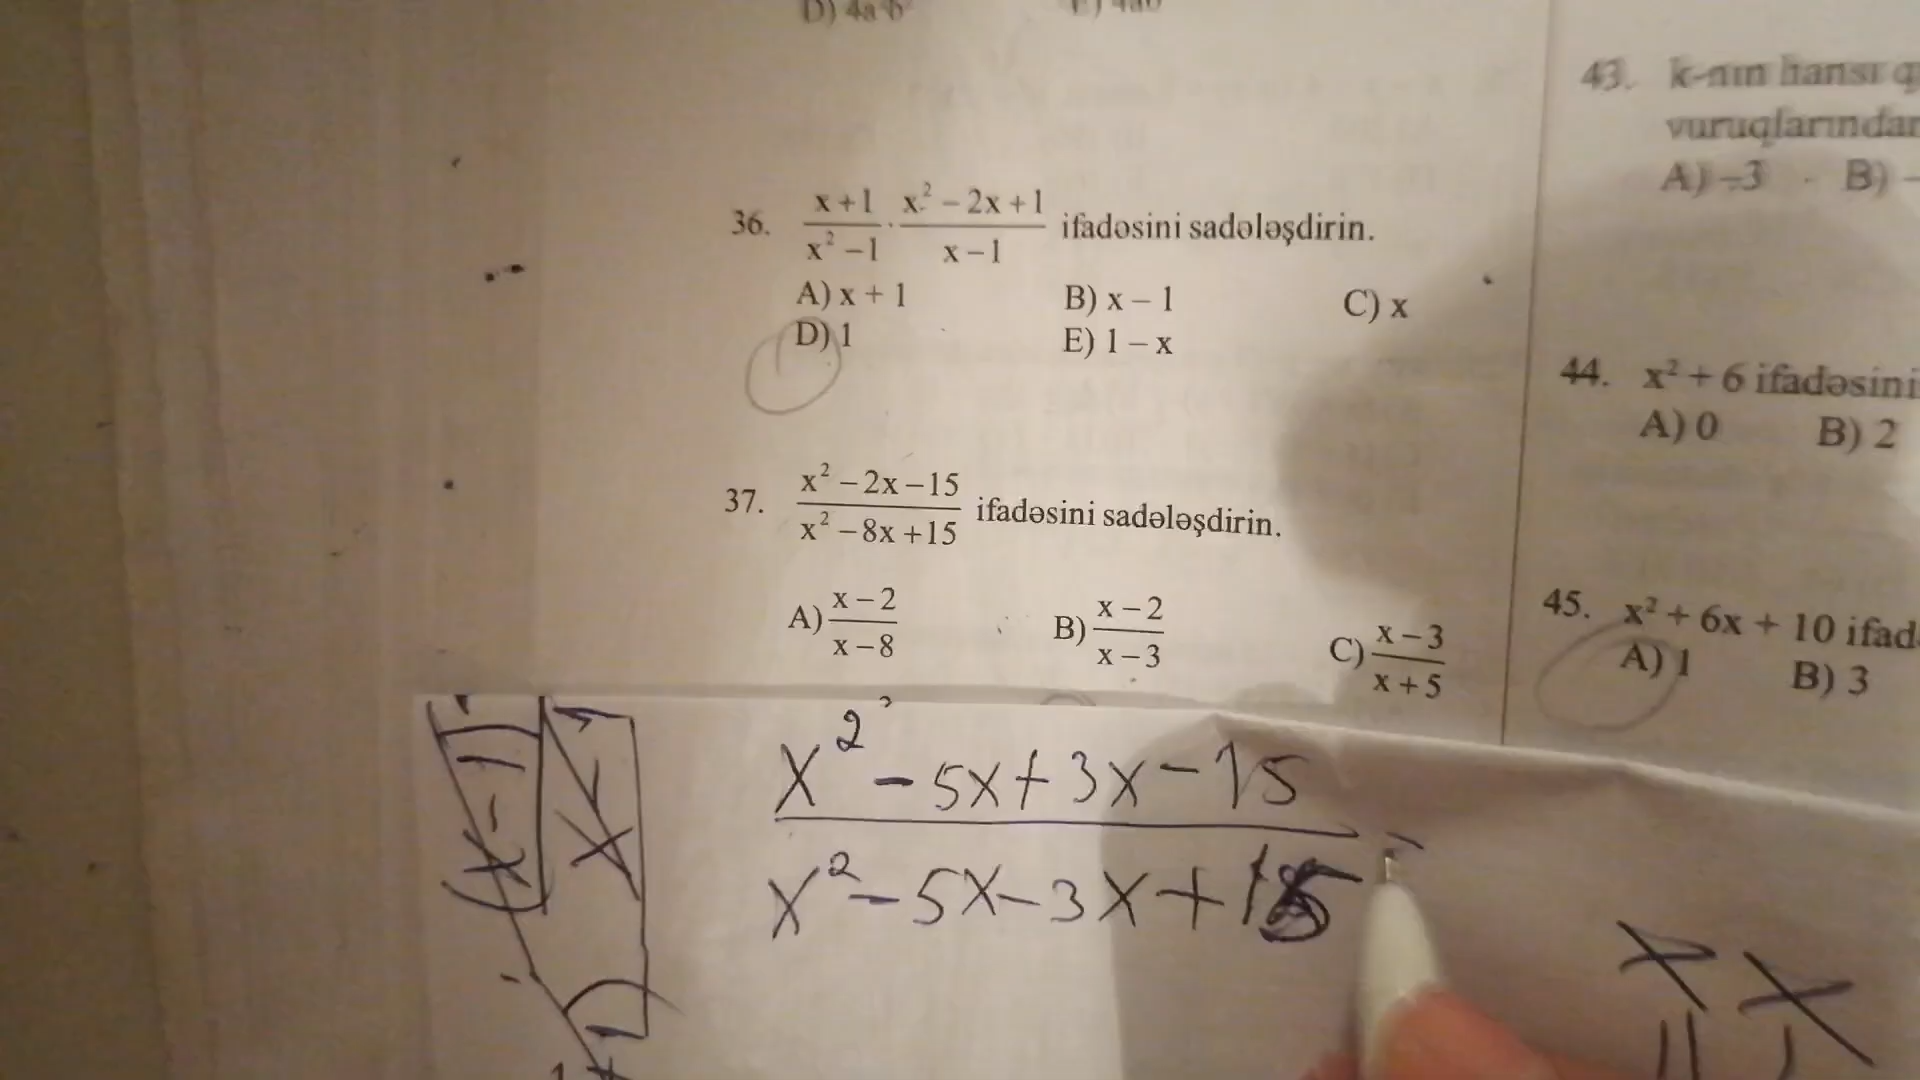 D) 4a b
36. x+1 / x² −1 · x² − 2x +1 / x −1 ifadəsini sadələşdirin.
A) x + 1 B) x − 1 C) x
D) 1 E) 1 − x
37. x² − 2x −15 / x² − 8x +15 ifadəsini sadələşdirin.
A) x − 2 / x − 8 B) x − 2 / x − 3 C) x − 3 / x + 5
43. k-nın hansı q
vuruqlarından
A) −3 B) −
44. x² + 6 ifadəsini
A) 0 B) 2
45. x² + 6x + 10 ifad
A) 1 B) 3
x² − 5x + 3x − 15
x² − 5x − 3x + 15